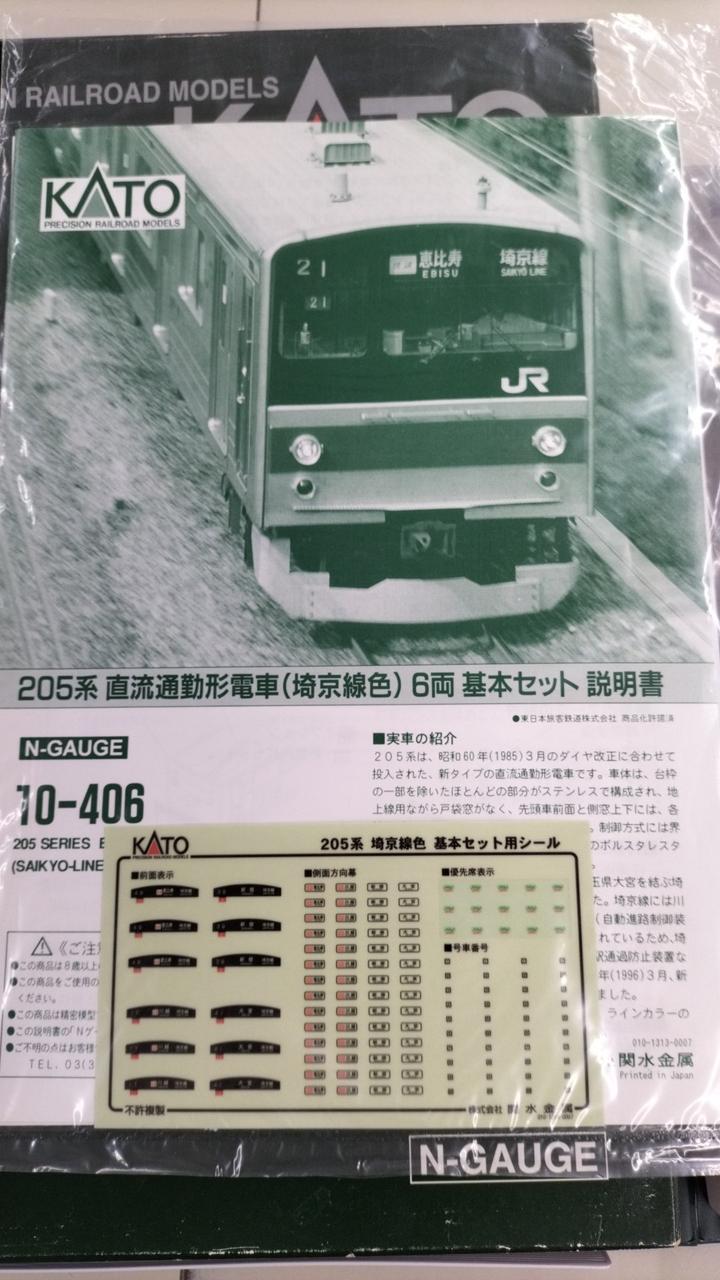 N RAILROAD MODELS
KATO
KATO
PRECISION RAILROAD MODELS
21
恵比寿
EBISU
埼京線
SAIKYO LINE
21
JR
205系 直流通勤形電車(埼京線色) 6両 基本セット 説明書
●東日本旅客鉄道株式会社 商品化許諾済
N-GAUGE
10-406
205 SERIES
(SAIKYO-LINE
■実車の紹介
205系は、昭和60年(1985)3月のダイヤ改正に合わせて
投入された、新タイプの直流通勤形電車です。車体は、台枠
の一部を除いたほとんどの部分がステンレスで構成され、地
上線用ながら戸袋窓がなく、先頭車前面と側窓上下には、各
。制御方式には界
のボルスタレスタ
玉県大宮を結ぶ埼
た。埼京線には川
(自動進路制御装
れているため、埼
駅通過防止装置な
年(1996)3月、新
ました。
ラインカラーの
《ご注
●この商品は8歳以上
●この商品をご使用の
ください。
●この商品は精密模型
●この説明書の「Nゲー
●ご不明の点はお客様
TEL.03(3
010-1313-0007
関水金属
Printed in Japan
KATO
PRECISION RAILROAD MODELS
205系 埼京線色 基本セット用シール
■前面表示
■側面方向幕
■優先席表示
■号車番号
不許複製
株式会社 関水金属
010-1313-0007
N-GAUGE